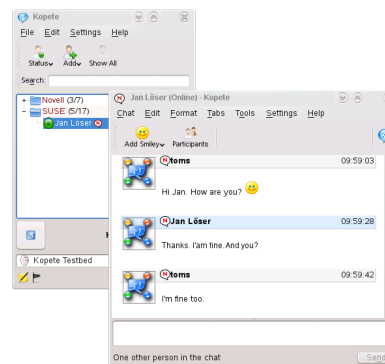 Kopete
File Edit Settings Help
Status Add Show All
Search:
Novell (3/7)
SUSE (5/17)
Jan Löser
Kopete Testbed
Jan Löser (Online) - Kopete
Chat Edit Format Tabs Tools Settings Help
Add Smiley Participants
toms 09:59:03
Hi Jan. How are you?
Jan Löser 09:59:28
Thanks. I'am fine. And you?
toms 09:59:42
I'm fine too.
One other person in the chat
Send